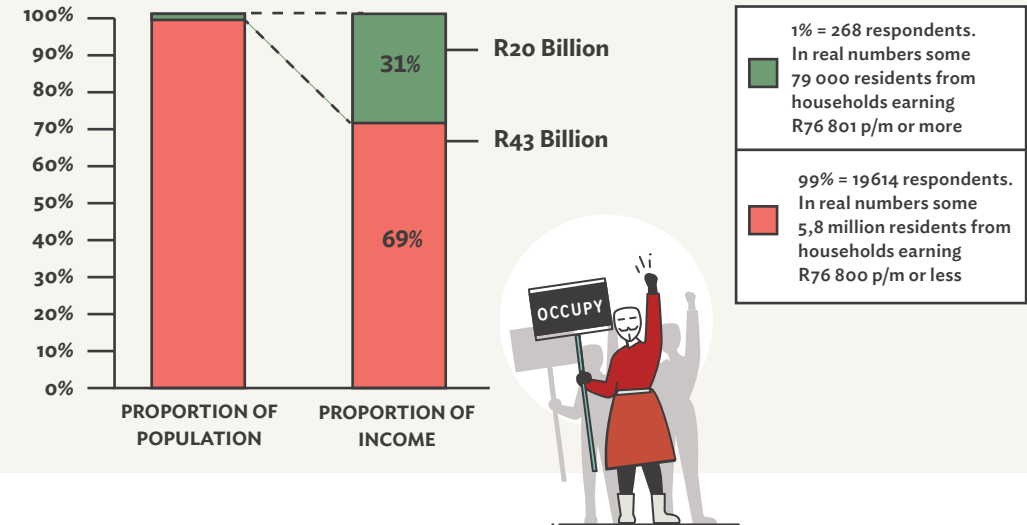 100%
90%
80%
70%
60%
50%
40%
30%
20%
10%
0%
31%
69%
R20 Billion
R43 Billion
PROPORTION OF
POPULATION
PROPORTION OF
INCOME
1% = 268 respondents.
In real numbers some
79 000 residents from
households earning
R76 801 p/m or more
99% = 19614 respondents.
In real numbers some
5,8 million residents from
households earning
R76 800 p/m or less
OCCUPY